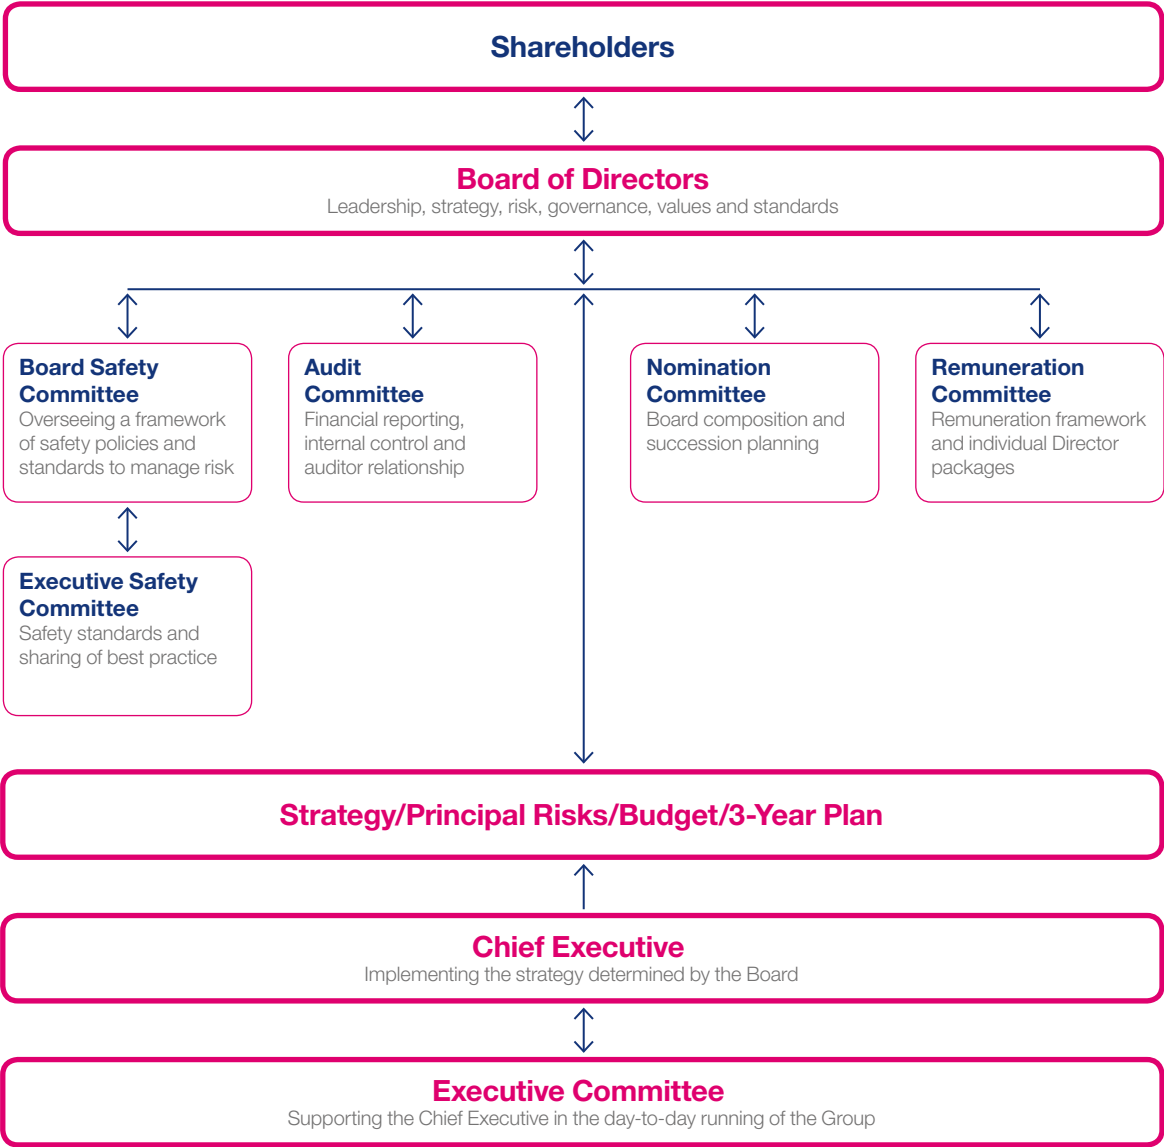 Shareholders
Board of Directors
Leadership, strategy, risk, governance, values and standards
Board Safety
Committee
Overseeing a framework
of safety policies and
standards to manage risk
Audit
Committee
Financial reporting,
internal control and
auditor relationship
Nomination
Committee
Board composition and
succession planning
Remuneration
Committee
Remuneration framework
and individual Director
packages
Executive Safety
Committee
Safety standards and
sharing of best practice
Strategy/Principal Risks/Budget/3-Year Plan
Chief Executive
Implementing the strategy determined by the Board
Executive Committee
Supporting the Chief Executive in the day-to-day running of the Group